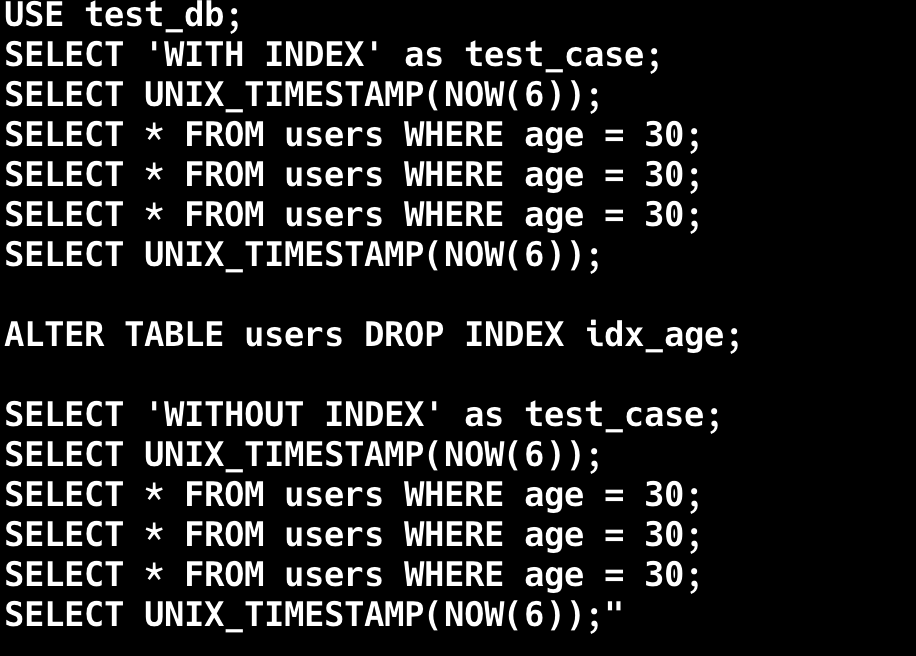 USE test_db;
SELECT 'WITH INDEX' as test_case;
SELECT UNIX_TIMESTAMP(NOW(6));
SELECT * FROM users WHERE age = 30;
SELECT * FROM users WHERE age = 30;
SELECT * FROM users WHERE age = 30;
SELECT UNIX_TIMESTAMP(NOW(6));
ALTER TABLE users DROP INDEX idx_age;
SELECT 'WITHOUT INDEX' as test_case;
SELECT UNIX_TIMESTAMP(NOW(6));
SELECT * FROM users WHERE age = 30;
SELECT * FROM users WHERE age = 30;
SELECT * FROM users WHERE age = 30;
SELECT UNIX_TIMESTAMP(NOW(6));"